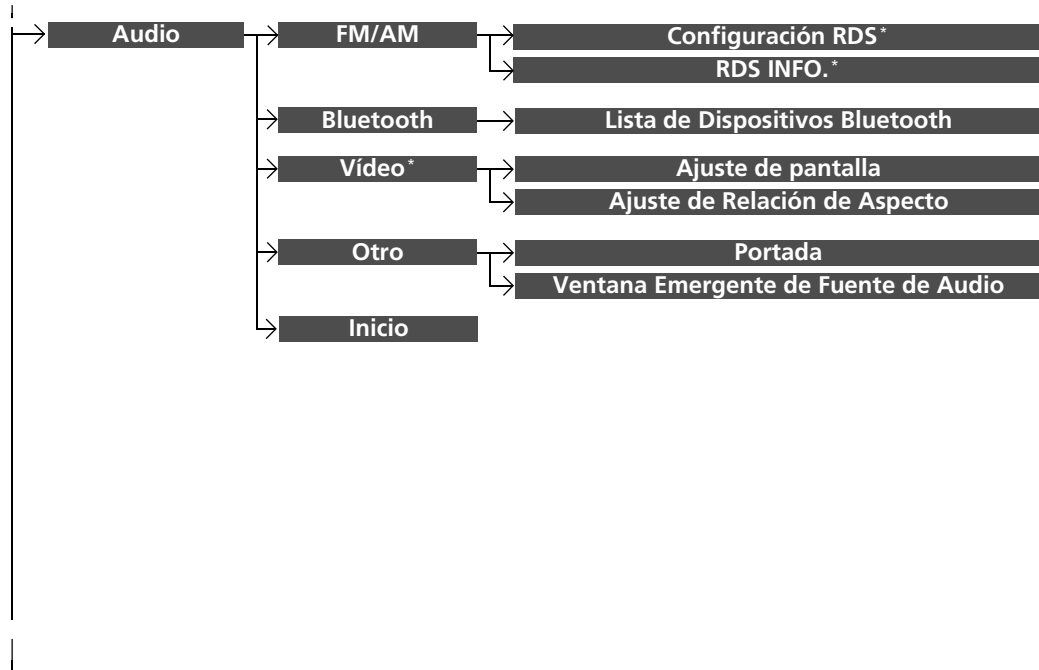 Audio
FM/AM
Configuración RDS*
RDS INFO.*
Bluetooth
Lista de Dispositivos Bluetooth
Vídeo*
Ajuste de pantalla
Ajuste de Relación de Aspecto
Otro
Portada
Ventana Emergente de Fuente de Audio
Inicio